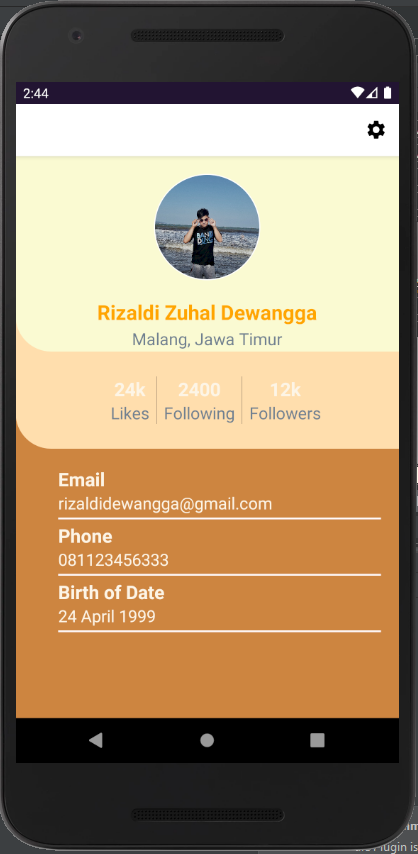 2:44
Rizaldi Zuhal Dewangga
Malang, Jawa Timur
24k 2400 12k
Likes Following Followers
Email
rizaldidewangga@gmail.com
Phone
081123456333
Birth of Date
24 April 1999